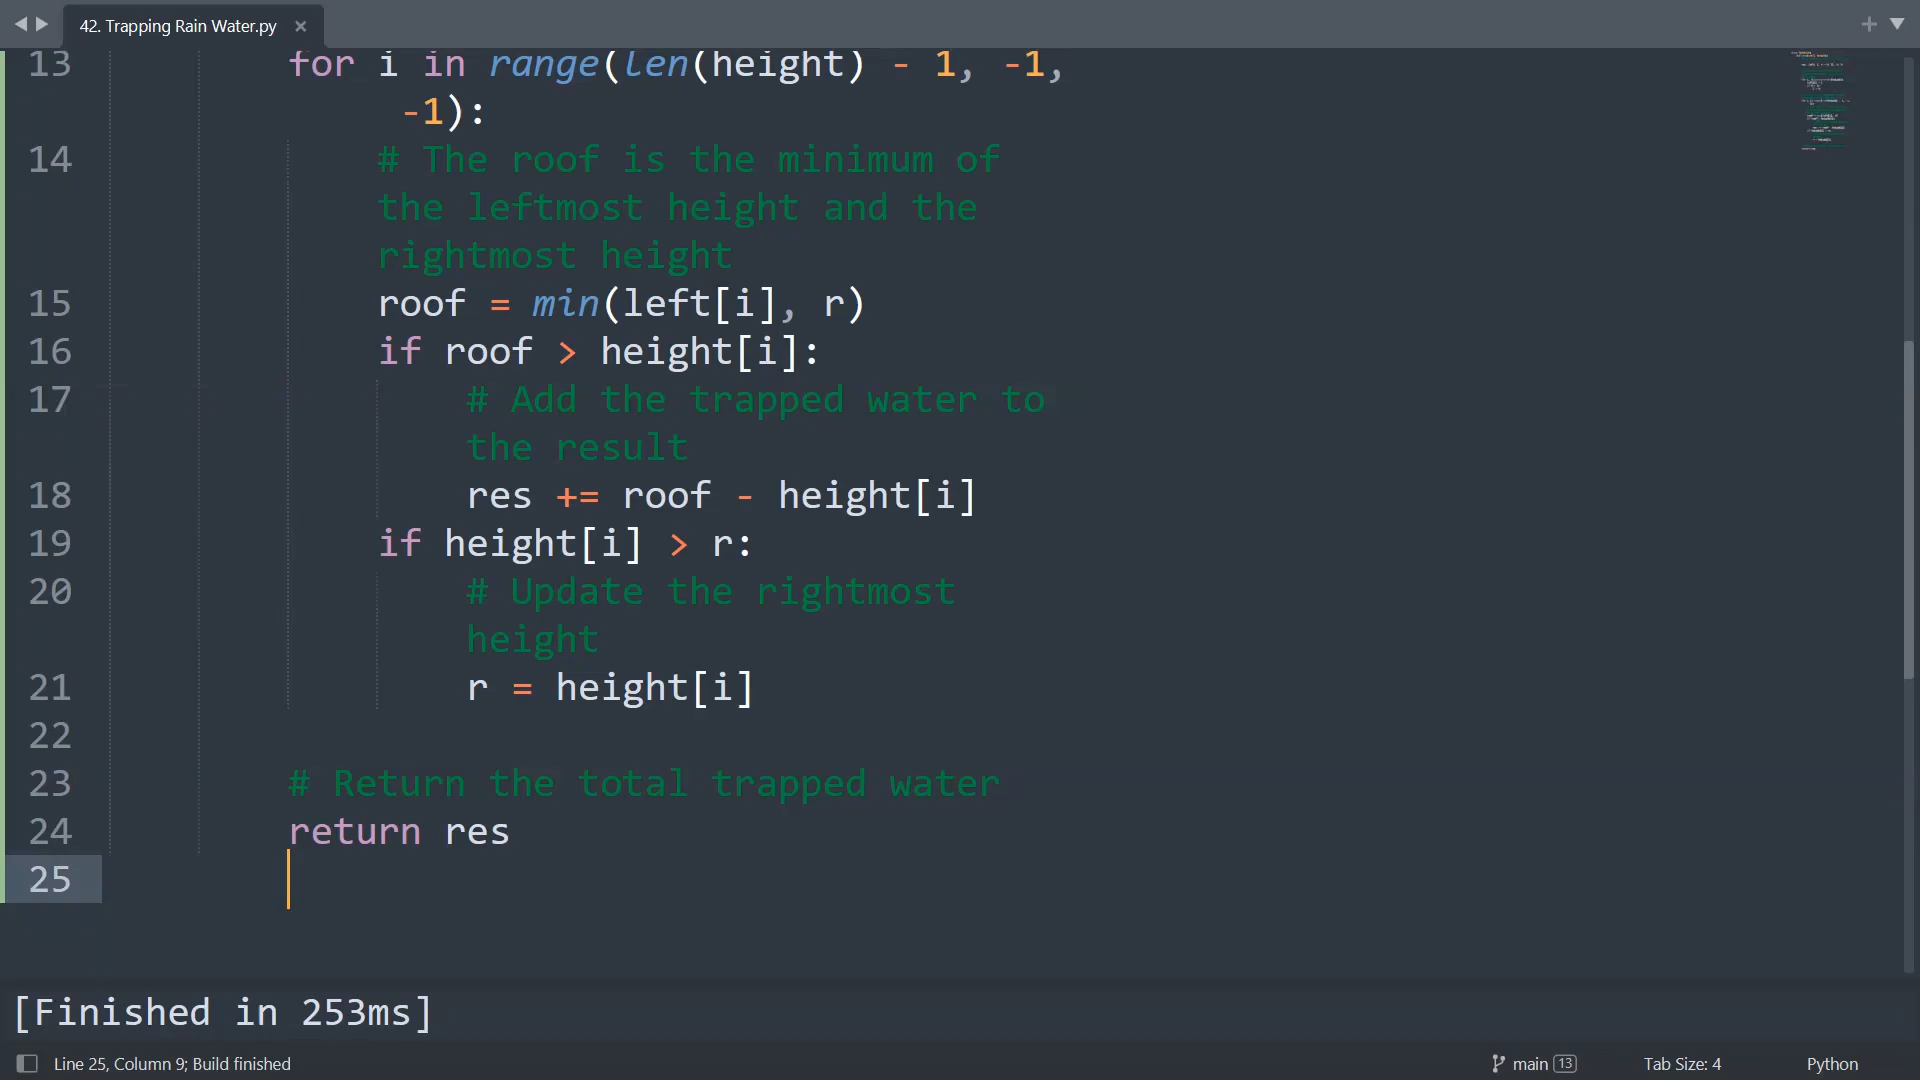 42. Trapping Rain Water.py
13 for i in range(len(height) - 1, -1,
-1):
14 # The roof is the minimum of
the leftmost height and the
rightmost height
15 roof = min(left[i], r)
16 if roof > height[i]:
17 # Add the trapped water to
the result
18 res += roof - height[i]
19 if height[i] > r:
20 # Update the rightmost
height
21 r = height[i]
22
23 # Return the total trapped water
24 return res
25
[Finished in 253ms]
Line 25, Column 9; Build finished main 13 Tab Size: 4 Python